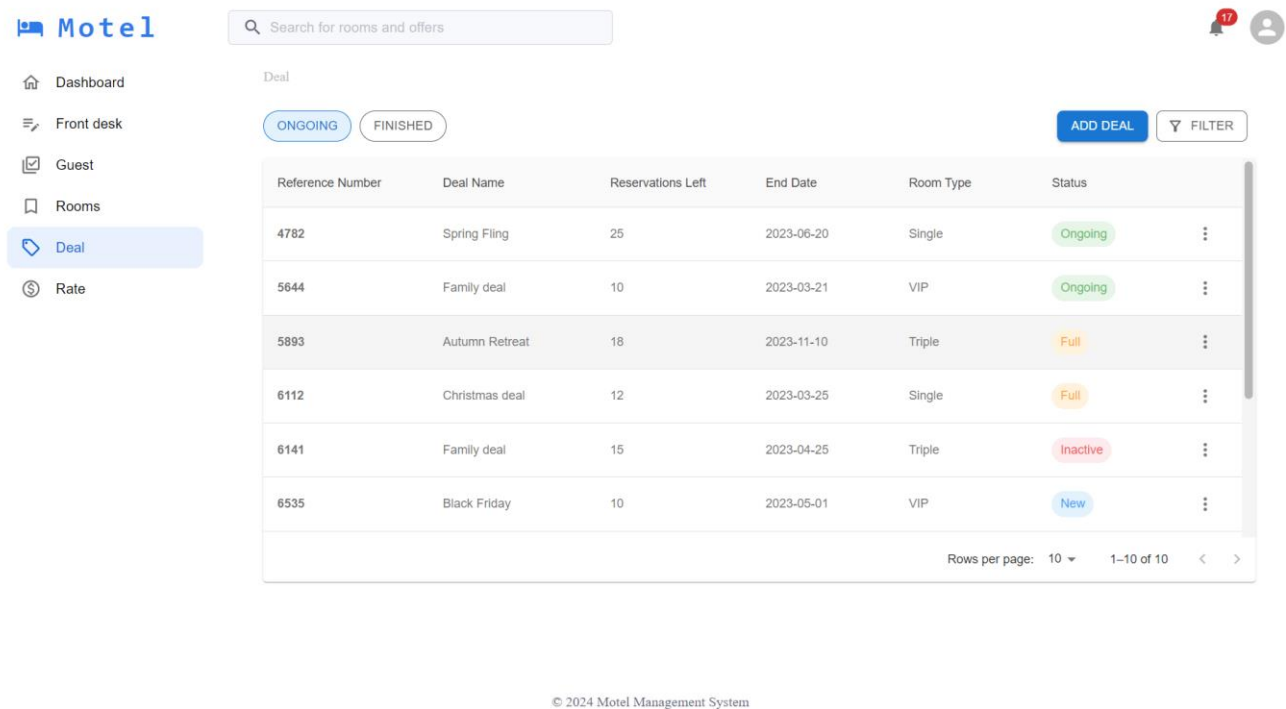 Motel
Search for rooms and offers
17
Dashboard
Front desk
Guest
Rooms
Deal
Rate
Deal
ONGOING FINISHED ADD DEAL FILTER
Reference Number Deal Name Reservations Left End Date Room Type Status
4782 Spring Fling 25 2023-06-20 Single Ongoing
5644 Family deal 10 2023-03-21 VIP Ongoing
5893 Autumn Retreat 18 2023-11-10 Triple Full
6112 Christmas deal 12 2023-03-25 Single Full
6141 Family deal 15 2023-04-25 Triple Inactive
6535 Black Friday 10 2023-05-01 VIP New
Rows per page: 10 1–10 of 10
© 2024 Motel Management System